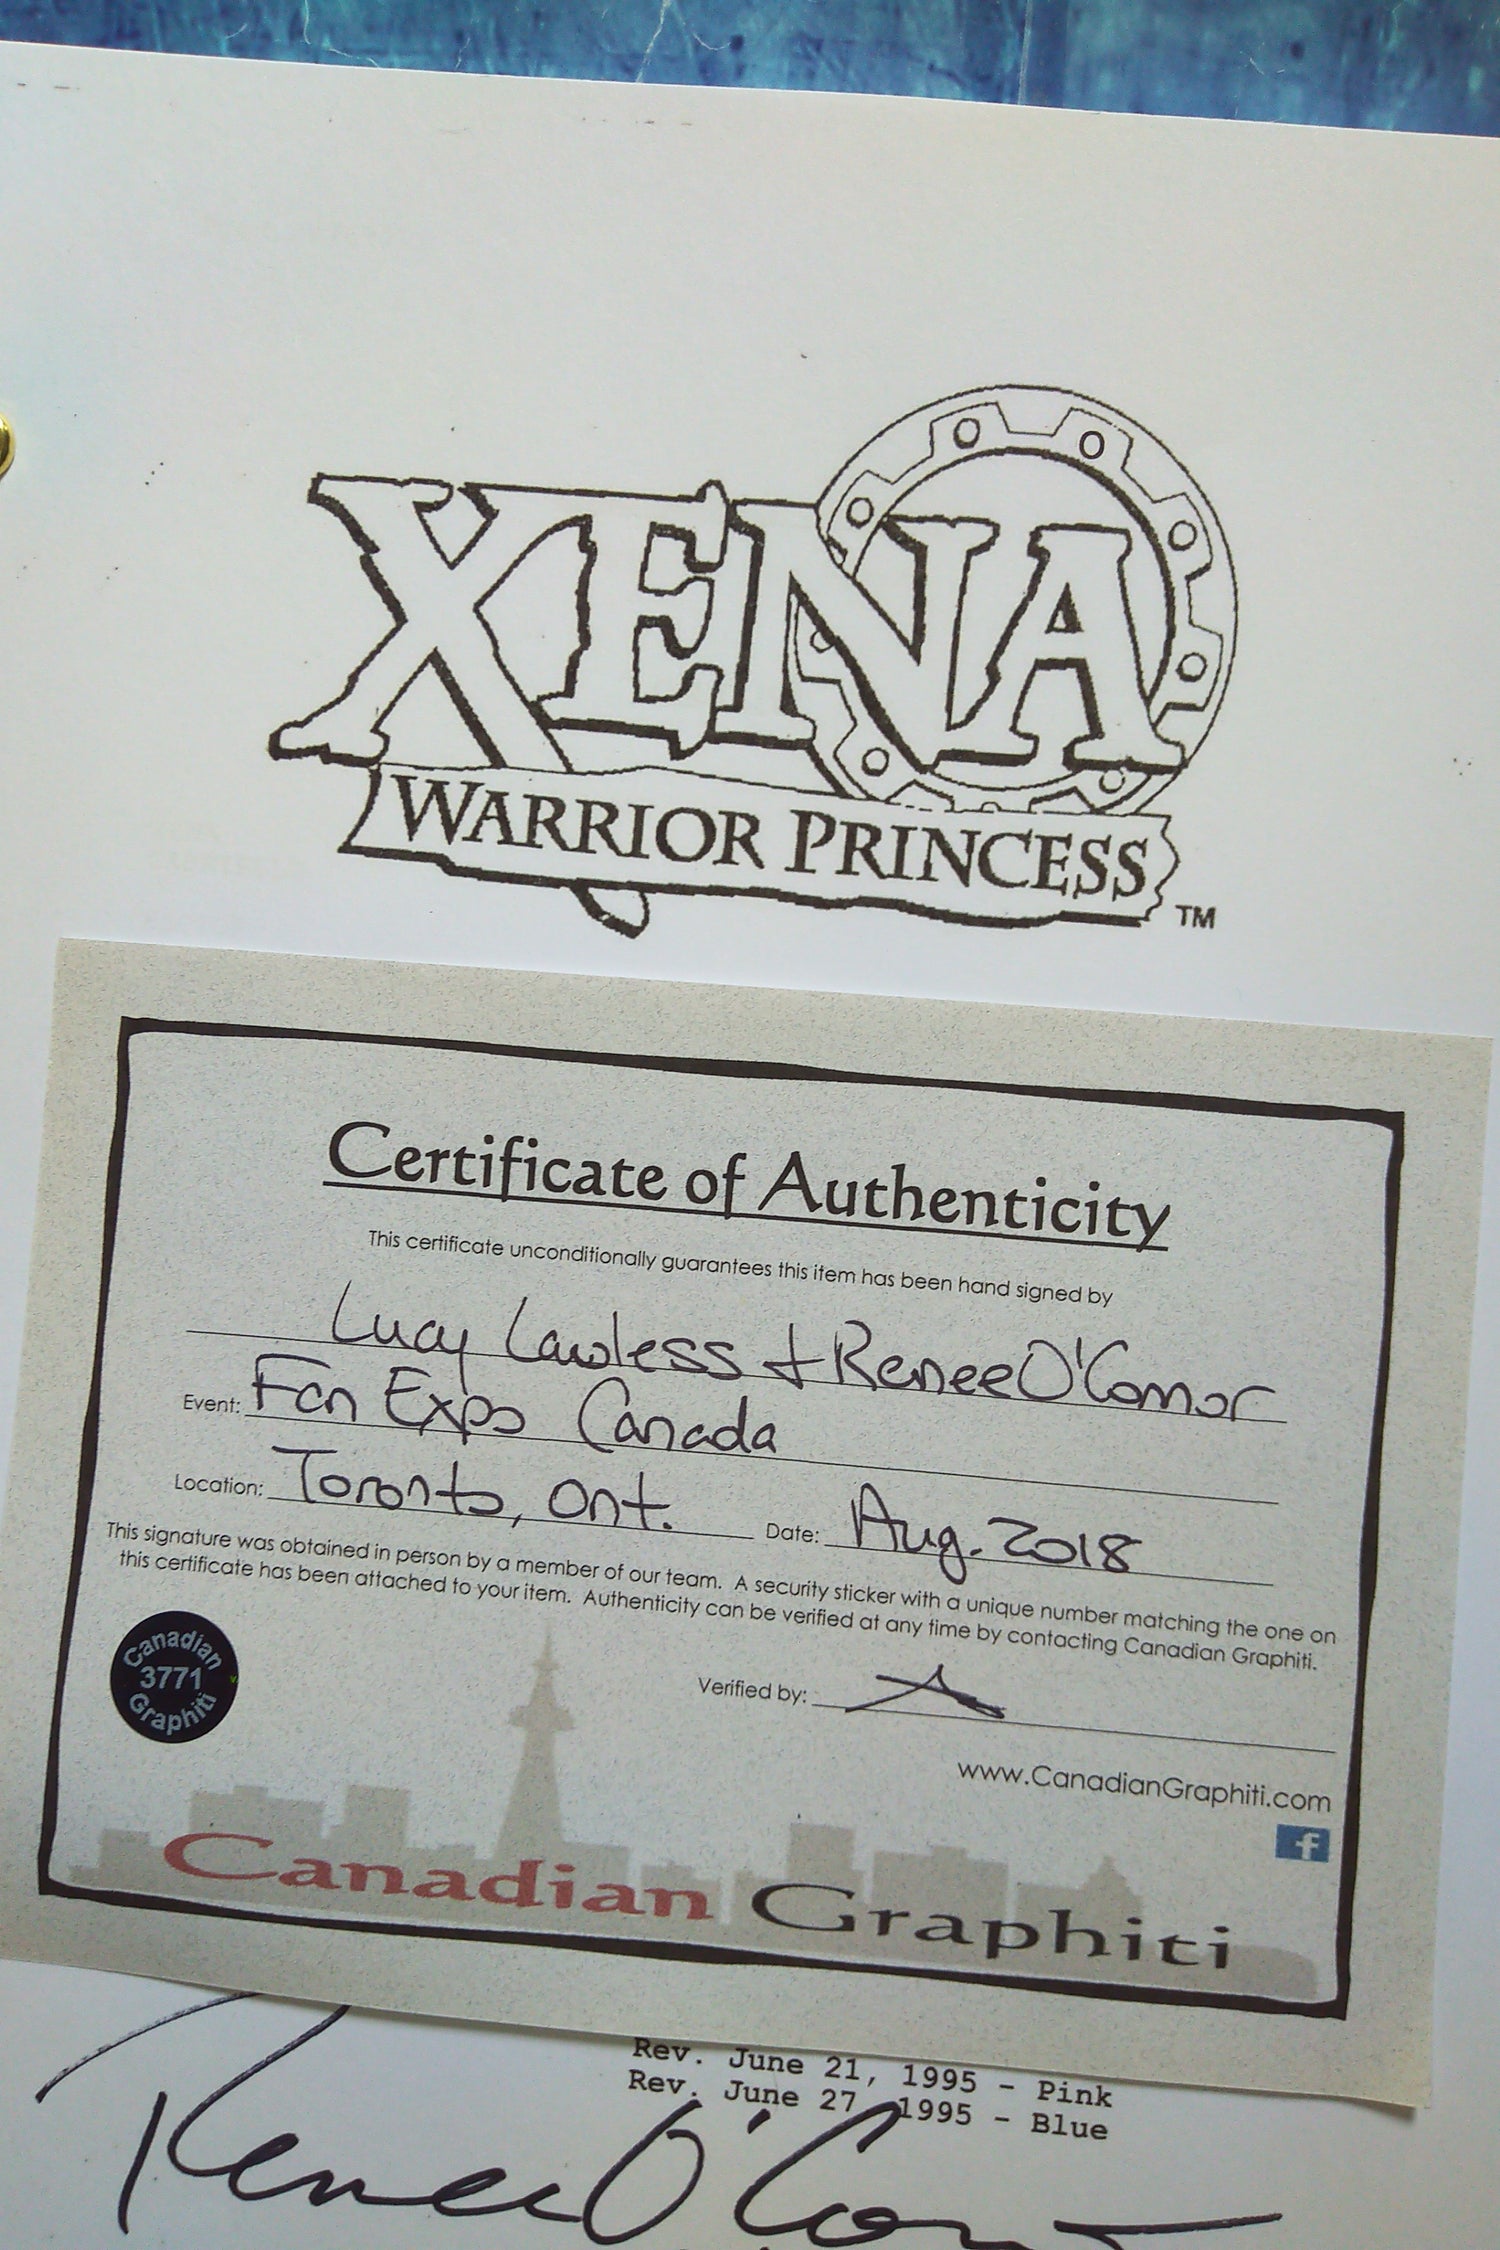 XENA
WARRIOR PRINCESS
TM
Certificate of Authenticity
This certificate unconditionally guarantees this item has been hand signed by
Lucy Lawless + Renee O'Connor
Event: Fan Expo Canada
Location: Toronto, Ont. Date: Aug. 2018
This signature was obtained in person by a member of our team. A security sticker with a unique number matching the one on
this certificate has been attached to your item. Authenticity can be verified at any time by contacting Canadian Graphiti.
Canadian
3771
Graphiti
Verified by:
www.CanadianGraphiti.com
f
Canadian Graphiti
Rev. June 21, 1995 - Pink
Rev. June 27, 1995 - Blue
Renee O'Connor